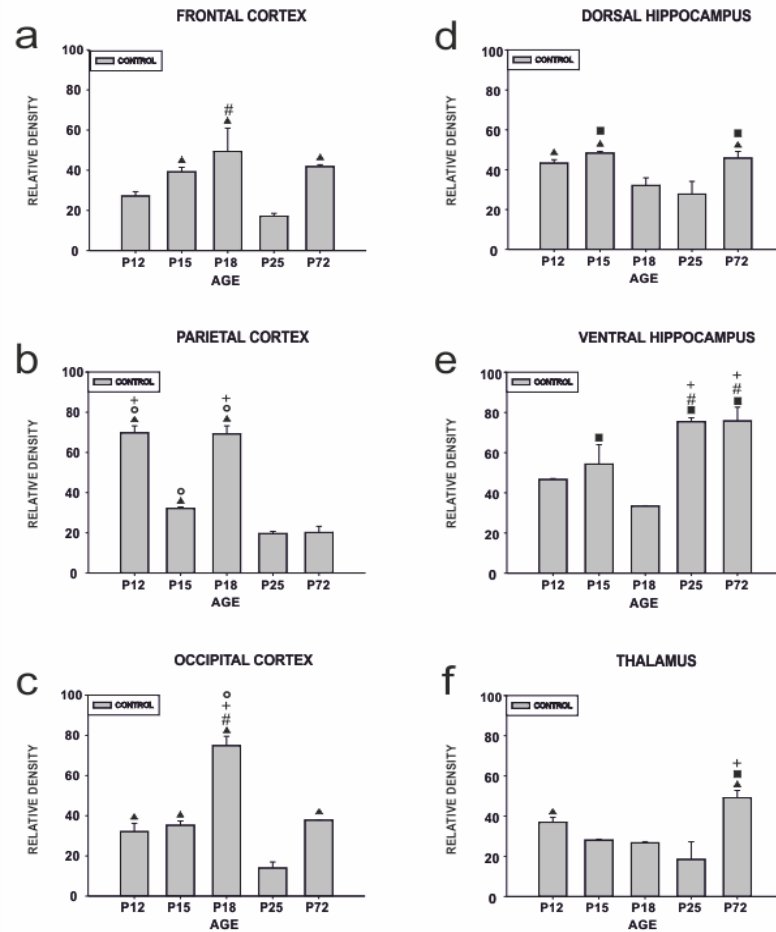 a
FRONTAL CORTEX
100
80
60
40
20
0
CONTROL
RELATIVE DENSITY
#
P12 P15 P18 P25 P72
AGE
b
PARIETAL CORTEX
100
80
60
40
20
0
CONTROL
RELATIVE DENSITY
+ +
P12 P15 P18 P25 P72
AGE
c
OCCIPITAL CORTEX
100
80
60
40
20
0
CONTROL
RELATIVE DENSITY
+
#
P12 P15 P18 P25 P72
AGE
d
DORSAL HIPPOCAMPUS
100
80
60
40
20
0
CONTROL
RELATIVE DENSITY
P12 P15 P18 P25 P72
AGE
e
VENTRAL HIPPOCAMPUS
100
80
60
40
20
0
CONTROL
RELATIVE DENSITY
+ +
# #
P12 P15 P18 P25 P72
AGE
f
THALAMUS
100
80
60
40
20
0
CONTROL
RELATIVE DENSITY
+
P12 P15 P18 P25 P72
AGE